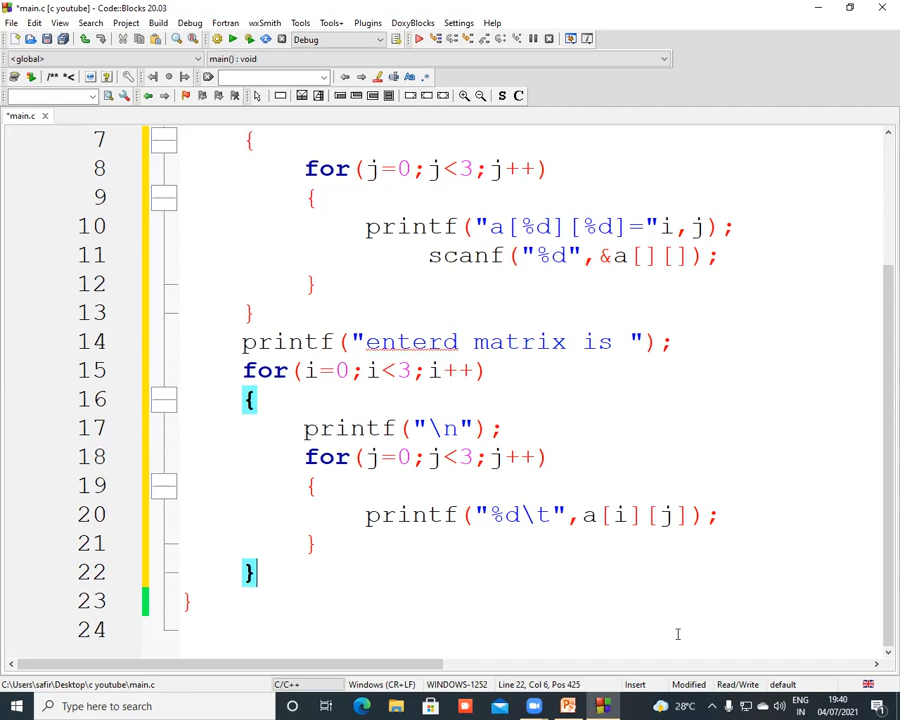 *main.c [c youtube] - Code::Blocks 20.03
File Edit View Search Project Build Debug Fortran wxSmith Tools Tools+ Plugins DoxyBlocks Settings Help
Debug
<global> main() : void
/** *<
S C
*main.c
7 {
8 for(j=0;j<3;j++)
9 {
10 printf("a[%d][%d]="i,j);
11 scanf("%d",&a[][]);
12 }
13 }
14 printf("enterd matrix is ");
15 for(i=0;i<3;i++)
16 {
17 printf("\n");
18 for(j=0;j<3;j++)
19 {
20 printf("%d\t",a[i][j]);
21 }
22 }
23 }
24
C:\Users\safir\Desktop\c youtube\main.c C/C++ Windows (CR+LF) WINDOWS-1252 Line 22, Col 6, Pos 425 Insert Modified Read/Write default
Type here to search 28°C ENG IN 19:40 04/07/2021 1